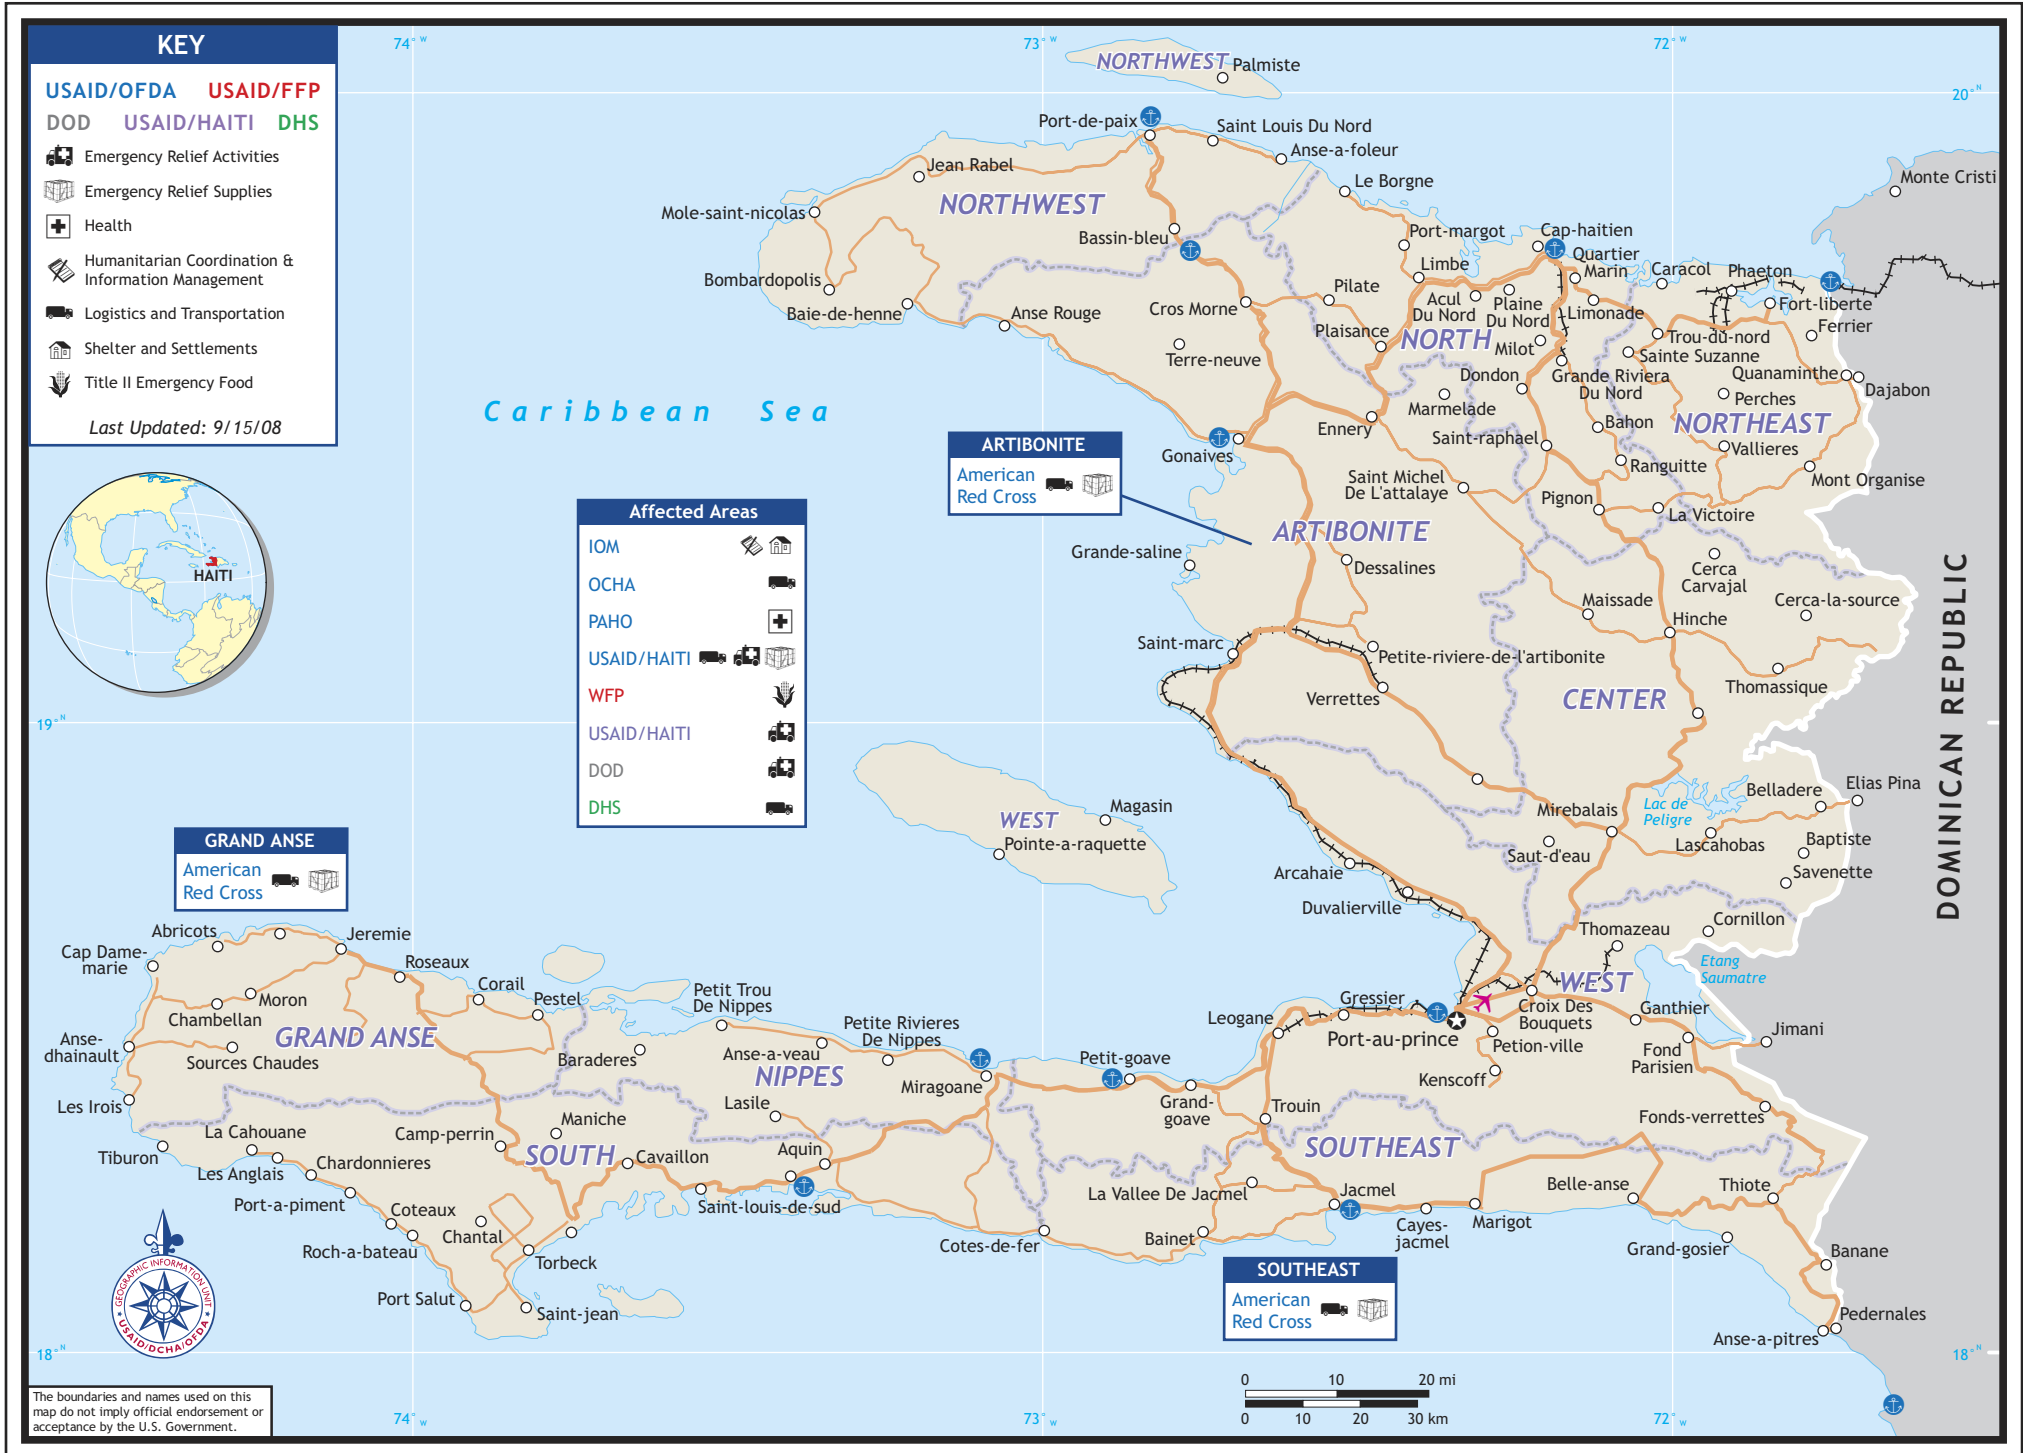 KEY
USAID/OFDA USAID/FFP
DOD USAID/HAITI DHS
Emergency Relief Activities
Emergency Relief Supplies
Health
Humanitarian Coordination &
Information Management
Logistics and Transportation
Shelter and Settlements
Title II Emergency Food
Last Updated: 9/15/08
74° W
73° W
72° W
20° N
19° N
18° N
18° N
74° W
73° W
72° W
HAITI
Caribbean Sea
DOMINICAN REPUBLIC
Affected Areas
IOM
OCHA
PAHO
USAID/HAITI
WFP
USAID/HAITI
DOD
DHS
ARTIBONITE
American
Red Cross
GRAND ANSE
American
Red Cross
SOUTHEAST
American
Red Cross
NORTHWEST
Palmiste
Port-de-paix
Saint Louis Du Nord
Anse-a-foleur
Jean Rabel
Le Borgne
Monte Cristi
NORTHWEST
Mole-saint-nicolas
Bassin-bleu
Port-margot
Cap-haitien
Quartier
Marin
Limbe
Caracol
Phaeton
Bombardopolis
Pilate
Acul
Du Nord
Plaine
Du Nord
Limonade
Fort-liberte
Baie-de-henne
Anse Rouge
Cros Morne
Ferrier
Plaisance
NORTH
Milot
Trou-du-nord
Sainte Suzanne
Terre-neuve
Dondon
Grande Riviera
Du Nord
Quanaminthe
Dajabon
Perches
Marmelade
Ennery
Bahon
NORTHEAST
Saint-raphael
Vallieres
Gonaives
Ranguitte
Mont Organise
Saint Michel
De L'attalaye
Pignon
La Victoire
ARTIBONITE
Grande-saline
Dessalines
Cerca
Carvajal
Maissade
Cerca-la-source
Hinche
Saint-marc
Petite-riviere-de-l'artibonite
Verrettes
CENTER
Thomassique
Lac de
Peligre
Belladere
Elias Pina
Mirebalais
Magasin
WEST
Pointe-a-raquette
Saut-d'eau
Lascahobas
Baptiste
Savenette
Arcahaie
Duvalierville
Cornillon
Thomazeau
Etang
Saumatre
WEST
Abricots
Jeremie
Cap Dame-
marie
Roseaux
Corail
Pestel
Petit Trou
De Nippes
Moron
Chambellan
GRAND ANSE
Anse-
dhainault
Sources Chaudes
Baraderes
Anse-a-veau
Petite Rivieres
De Nippes
NIPPES
Miragoane
Les Irois
Lasile
Leogane
Gressier
Port-au-prince
Croix Des
Bouquets
Ganthier
Jimani
Petit-goave
Petion-ville
Fond
Parisien
Kenscoff
Grand-
goave
Trouin
Fonds-verrettes
Maniche
La Cahouane
Camp-perrin
SOUTH
Cavaillon
Aquin
SOUTHEAST
Tiburon
Les Anglais
Chardonnieres
Port-a-piment
Saint-louis-de-sud
La Vallee De Jacmel
Jacmel
Belle-anse
Thiote
Coteaux
Chantal
Roch-a-bateau
Torbeck
Cotes-de-fer
Bainet
Cayes-
jacmel
Marigot
Grand-gosier
Banane
Port Salut
Saint-jean
Pedernales
Anse-a-pitres
GEOGRAPHIC INFORMATION UNIT
USAID/DCHA/OFDA
0 10 20 mi
0 10 20 30 km
The boundaries and names used on this
map do not imply official endorsement or
acceptance by the U.S. Government.